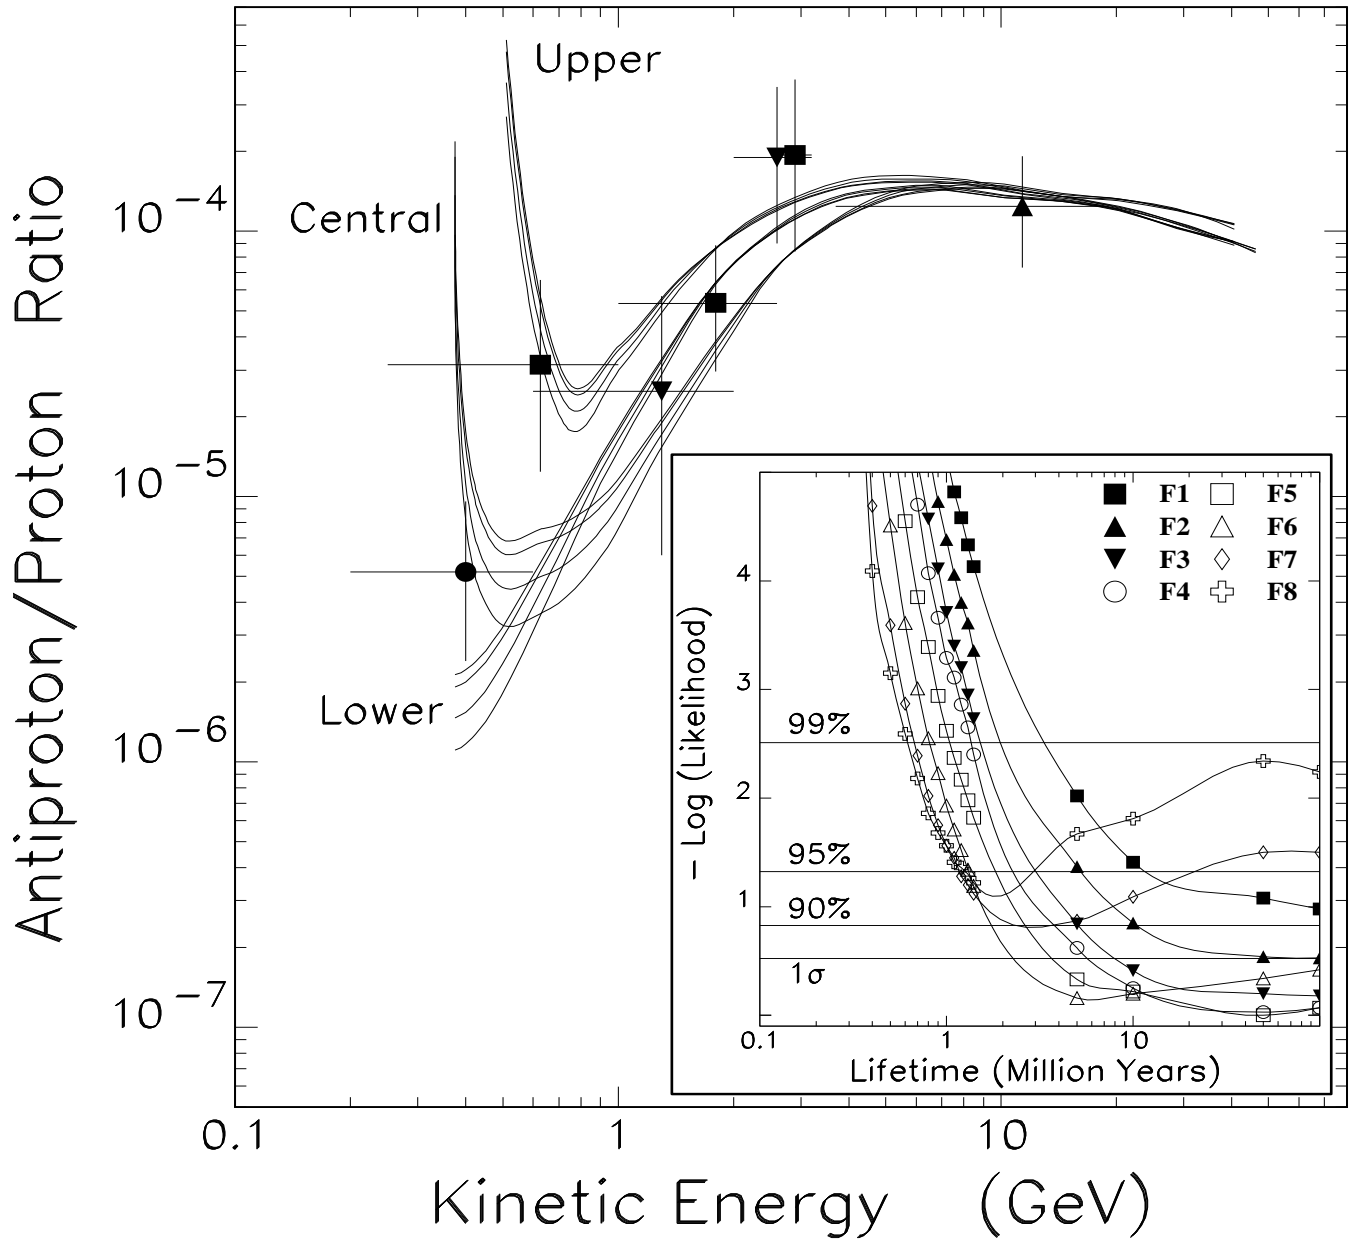 Upper
Central
Lower
Antiproton/Proton Ratio
10^-4
10^-5
10^-6
10^-7
0.1 1 10
Kinetic Energy (GeV)
F1 F5
F2 F6
F3 F7
F4 F8
− Log (Likelihood)
4
3
2
1
99%
95%
90%
1σ
0.1 1 10
Lifetime (Million Years)